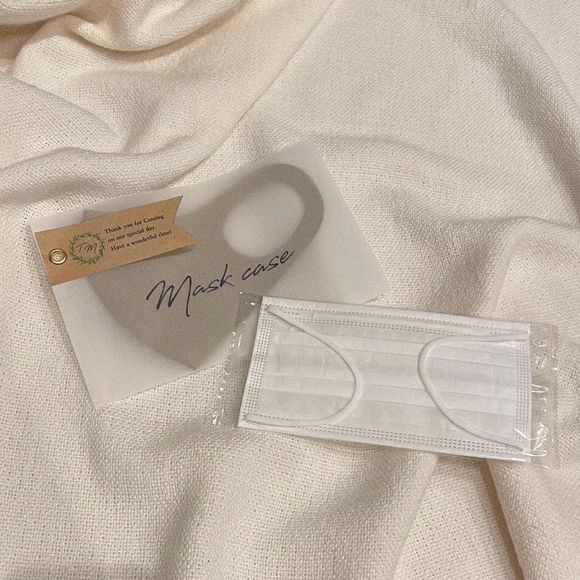 T M
Thank you for Coming
on our special day.
Have a wonderful time!
Mask case